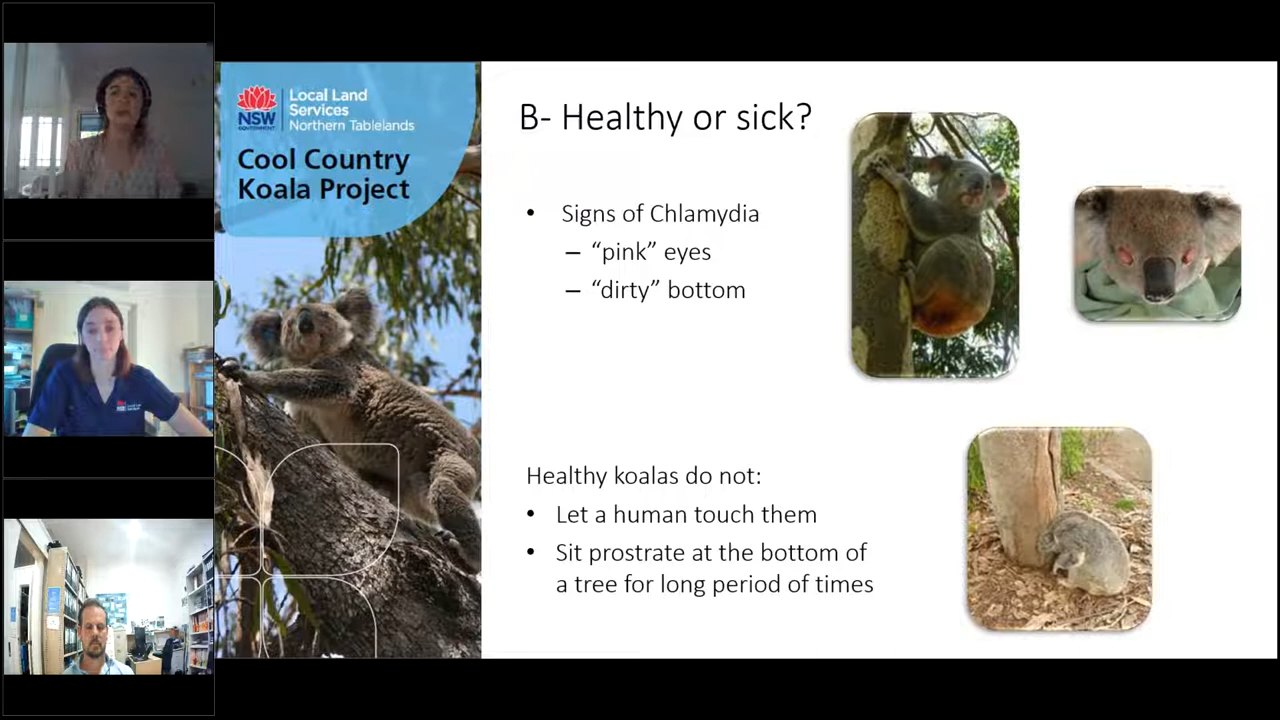 Local Land
Services
Northern Tablelands
NSW
GOVERNMENT
Cool Country
Koala Project
B- Healthy or sick?
• Signs of Chlamydia
– “pink” eyes
– “dirty” bottom
Healthy koalas do not:
• Let a human touch them
• Sit prostrate at the bottom of
a tree for long period of times